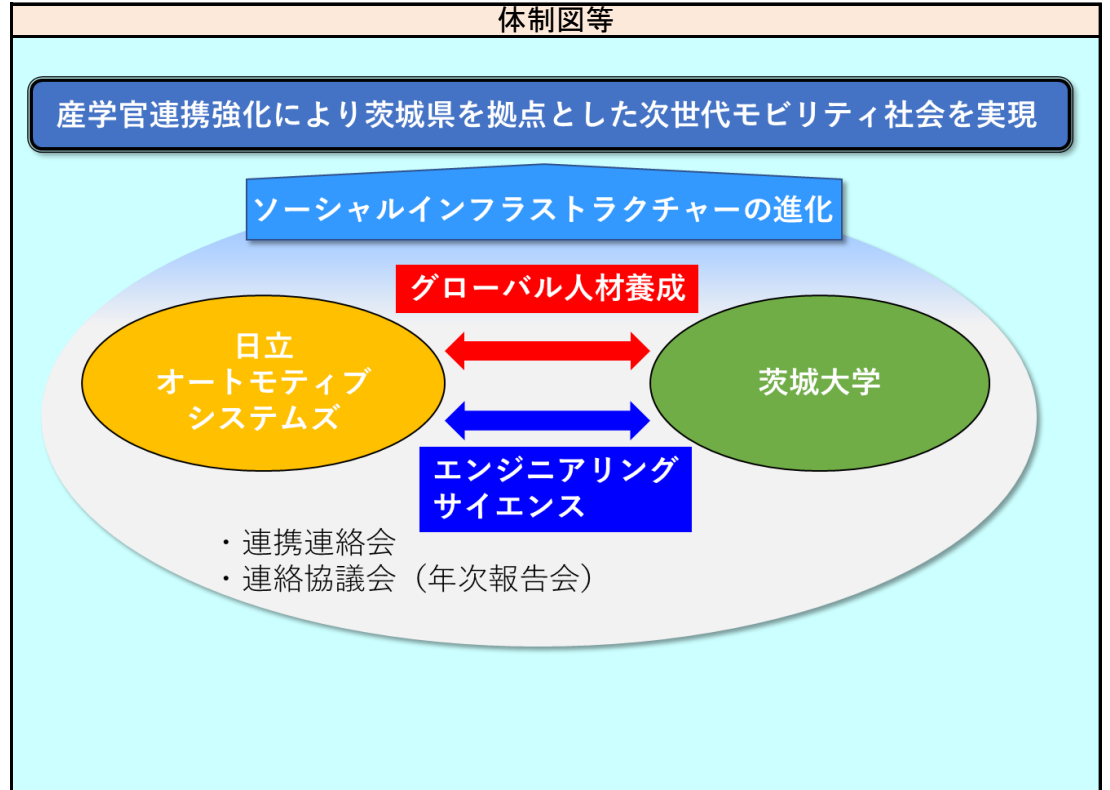 体制図等
産学官連携強化により茨城県を拠点とした次世代モビリティ社会を実現
ソーシャルインフラストラクチャーの進化
グローバル人材養成
日立
オートモティブ
システムズ
茨城大学
エンジニアリング
サイエンス
・連携連絡会
・連絡協議会（年次報告会）